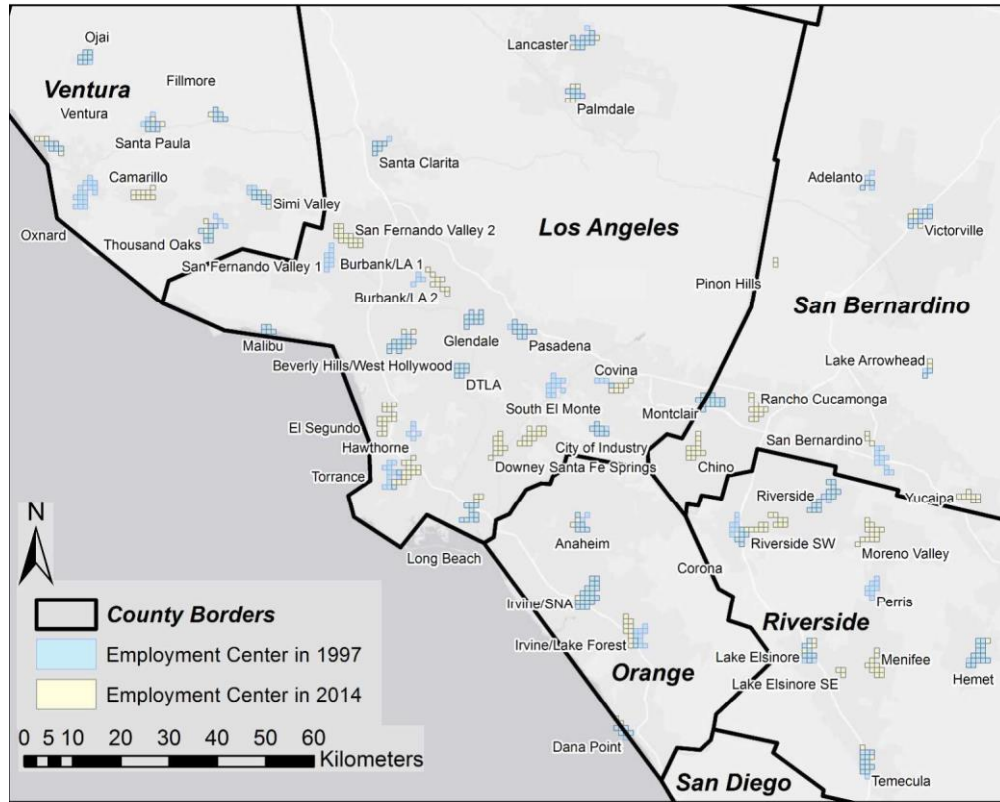 Ojai
Lancaster
Ventura
Fillmore
Ventura
Palmdale
Santa Paula
Santa Clarita
Camarillo
Adelanto
Simi Valley
Los Angeles
Victorville
Oxnard
Thousand Oaks
San Fernando Valley 2
San Fernando Valley 1
Burbank/LA 1
Pinon Hills
Burbank/LA 2
San Bernardino
Malibu
Glendale
Pasadena
Beverly Hills/West Hollywood
Lake Arrowhead
Covina
DTLA
Rancho Cucamonga
South El Monte
Montclair
El Segundo
Hawthorne
City of Industry
San Bernardino
Downey
Santa Fe Springs
Chino
Torrance
Riverside
Yucaipa
Anaheim
Riverside SW
Long Beach
Moreno Valley
Corona
Irvine/SNA
Perris
Riverside
Irvine/Lake Forest
Lake Elsinore
Menifee
Orange
Lake Elsinore SE
Hemet
Dana Point
San Diego
Temecula
N
County Borders
Employment Center in 1997
Employment Center in 2014
0 3 5 10 20 30 40 50 60
Kilometers